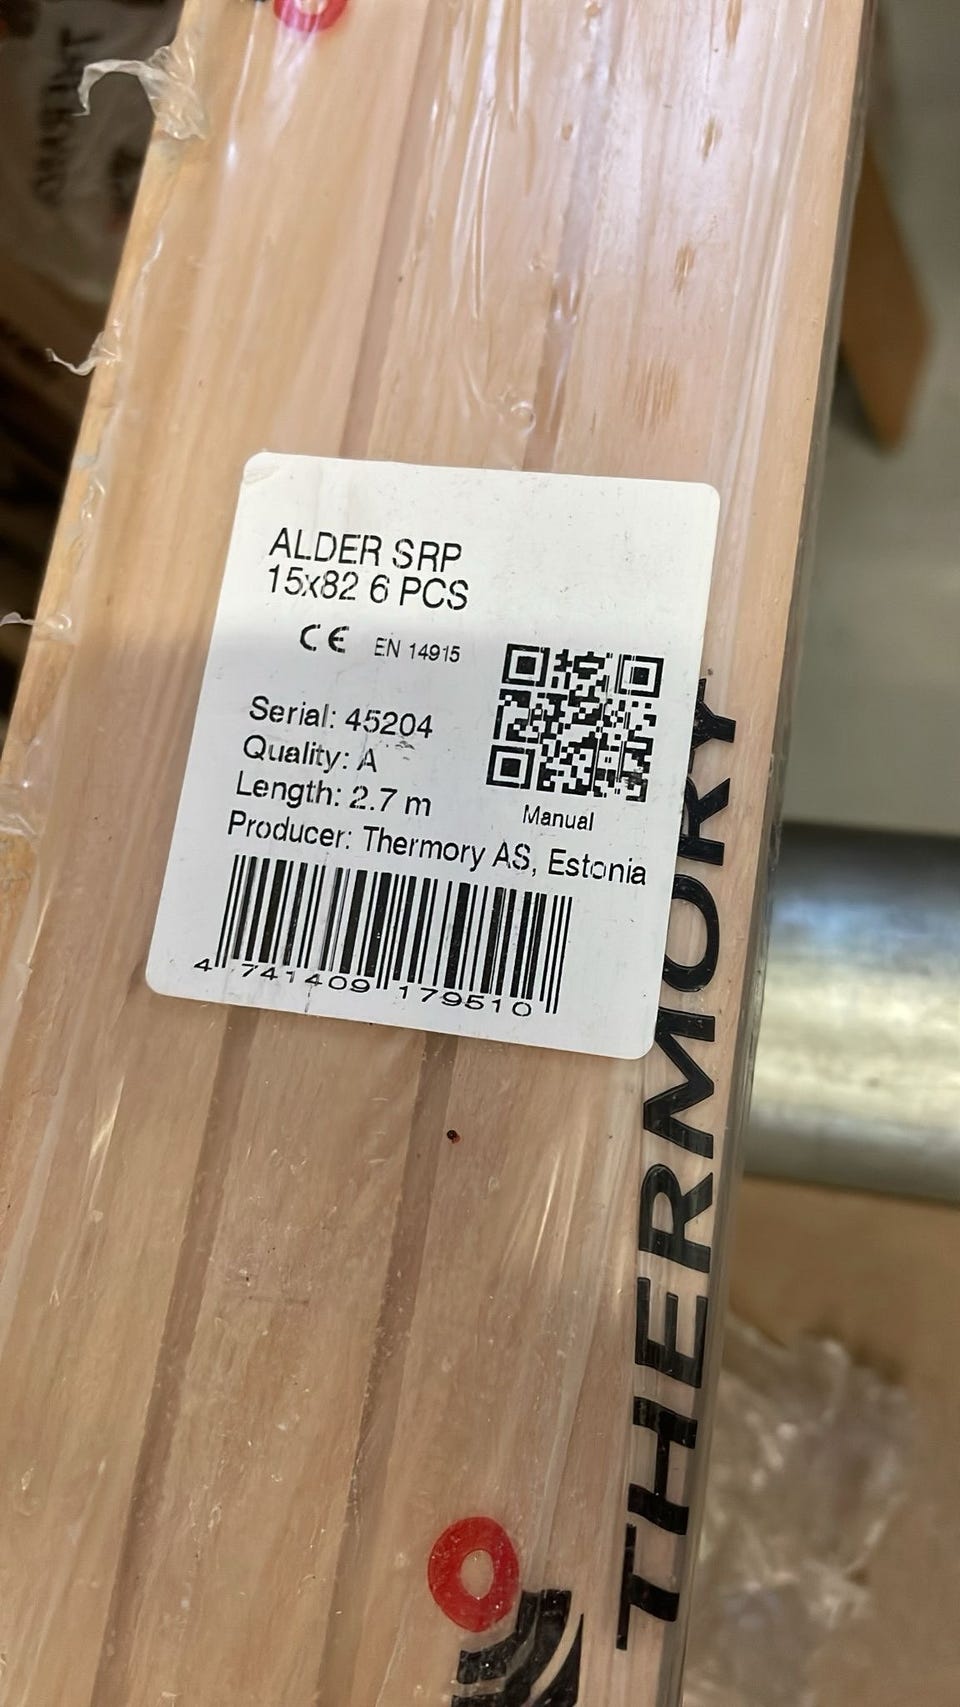 ALDER SRP
15x82 6 PCS
CE EN 14915
Serial: 45204
Quality: A
Length: 2.7 m
Manual
Producer: Thermory AS, Estonia
4 741409 179510
THERMORY